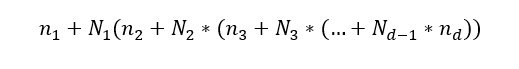 n₁ + N₁(n₂ + N₂ * (n₃ + N₃ * (… + N_{d−1} * n_d))